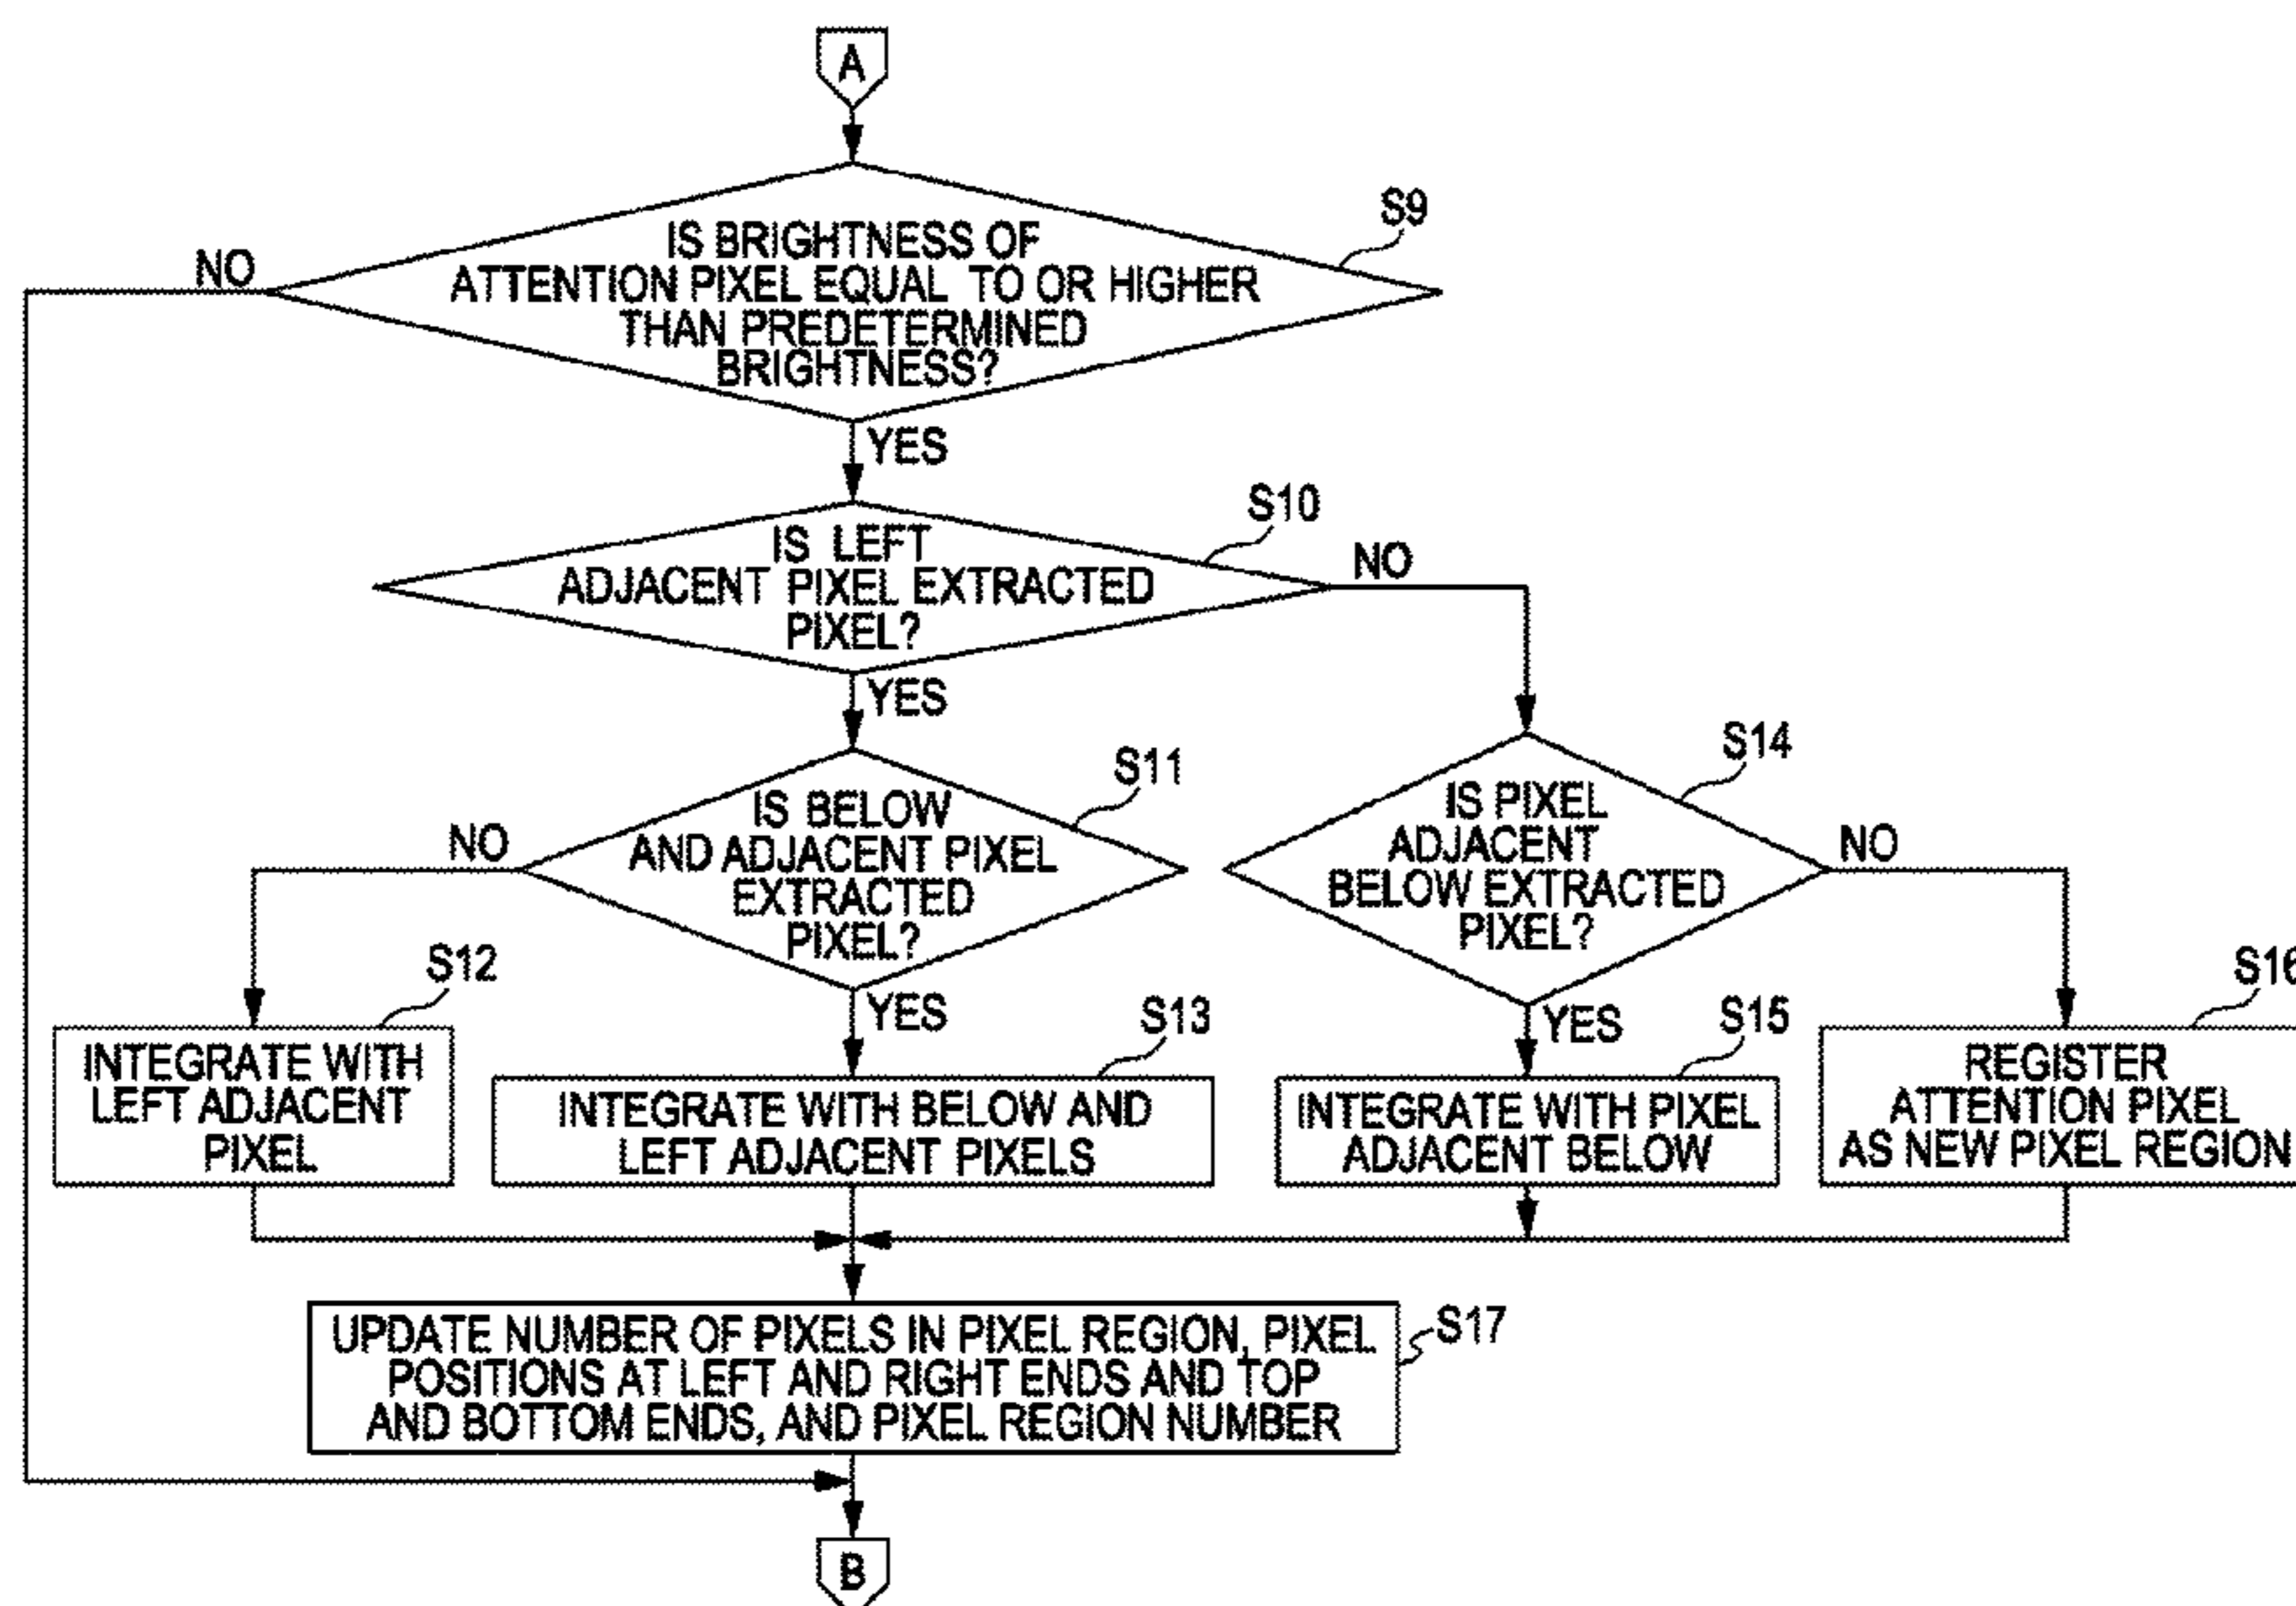 A
S9
IS BRIGHTNESS OF
ATTENTION PIXEL EQUAL TO OR HIGHER
THAN PREDETERMINED
BRIGHTNESS?
NO
YES
S10
IS LEFT
ADJACENT PIXEL EXTRACTED
PIXEL?
NO
YES
S11
IS BELOW
AND ADJACENT PIXEL
EXTRACTED
PIXEL?
NO
YES
S14
IS PIXEL
ADJACENT
BELOW EXTRACTED
PIXEL?
NO
YES
S12
INTEGRATE WITH
LEFT ADJACENT
PIXEL
S13
INTEGRATE WITH BELOW AND
LEFT ADJACENT PIXELS
S15
INTEGRATE WITH PIXEL
ADJACENT BELOW
S16
REGISTER
ATTENTION PIXEL
AS NEW PIXEL REGION
S17
UPDATE NUMBER OF PIXELS IN PIXEL REGION, PIXEL
POSITIONS AT LEFT AND RIGHT ENDS AND TOP
AND BOTTOM ENDS, AND PIXEL REGION NUMBER
B